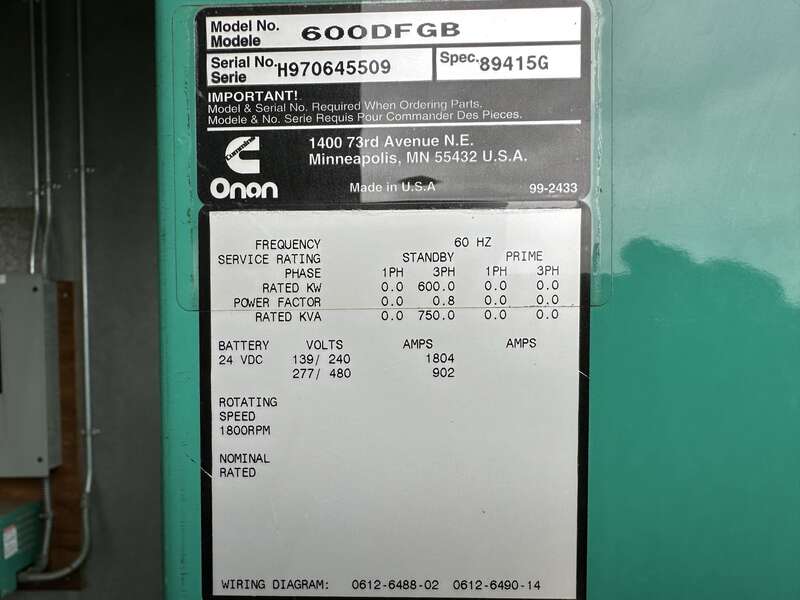 Model No. 600DFGB
Modele
Serial No. H970645509 Spec. 89415G
Serie
IMPORTANT!
Model & Serial No. Required When Ordering Parts.
Modele & No. Serie Requis Pour Commander Des Pieces.
Cummins
Onan
1400 73rd Avenue N.E.
Minneapolis, MN 55432 U.S.A.
Made in U.S.A 99-2433
FREQUENCY 60 HZ
SERVICE RATING STANDBY PRIME
PHASE 1PH 3PH 1PH 3PH
RATED KW 0.0 600.0 0.0 0.0
POWER FACTOR 0.0 0.8 0.0 0.0
RATED KVA 0.0 750.0 0.0 0.0
BATTERY VOLTS AMPS AMPS
24 VDC 139/ 240 1804
277/ 480 902
ROTATING
SPEED
1800RPM
NOMINAL
RATED
WIRING DIAGRAM: 0612-6488-02 0612-6490-14